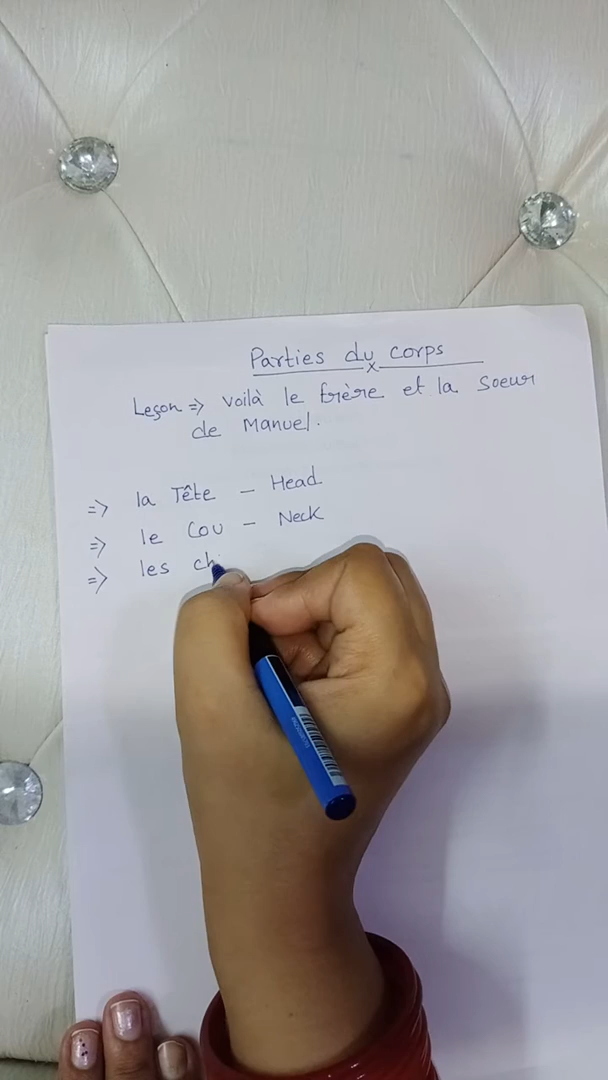 Parties du corps
x
Leçon => Voilà le frère et la Soeur
de Manuel.
=> la Tête - Head
=> le Cou - Neck
=> les ch